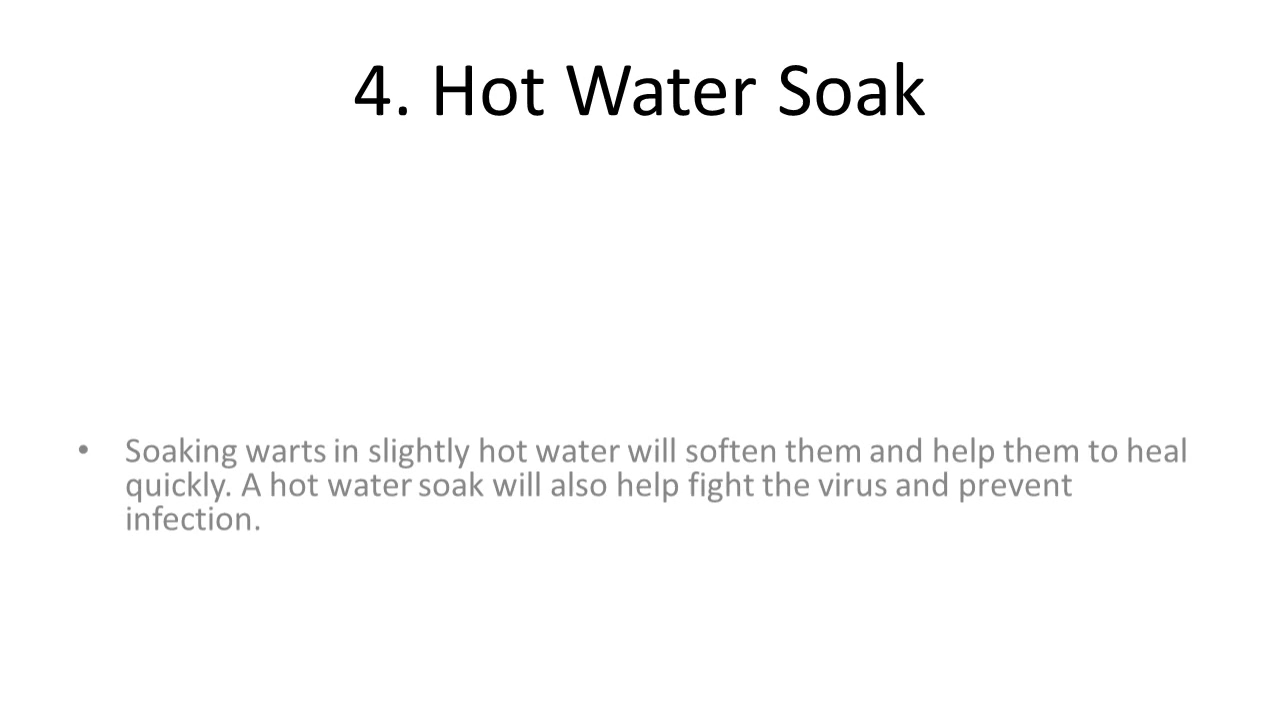 4. Hot Water Soak
• Soaking warts in slightly hot water will soften them and help them to heal
quickly. A hot water soak will also help fight the virus and prevent
infection.